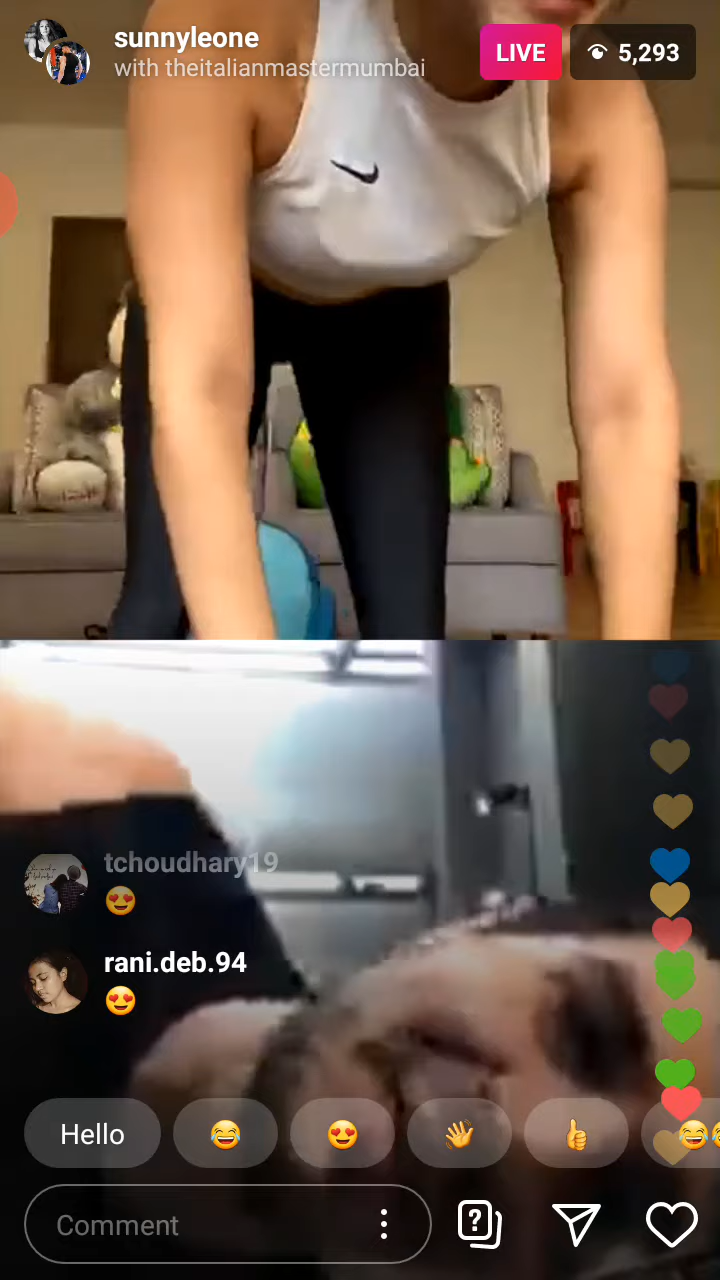 sunnyleone
with theitalianmastermumbai
LIVE
5,293
tchoudhary19
😍
rani.deb.94
😍
Hello 😂 😍 👋 👍 😂
Comment